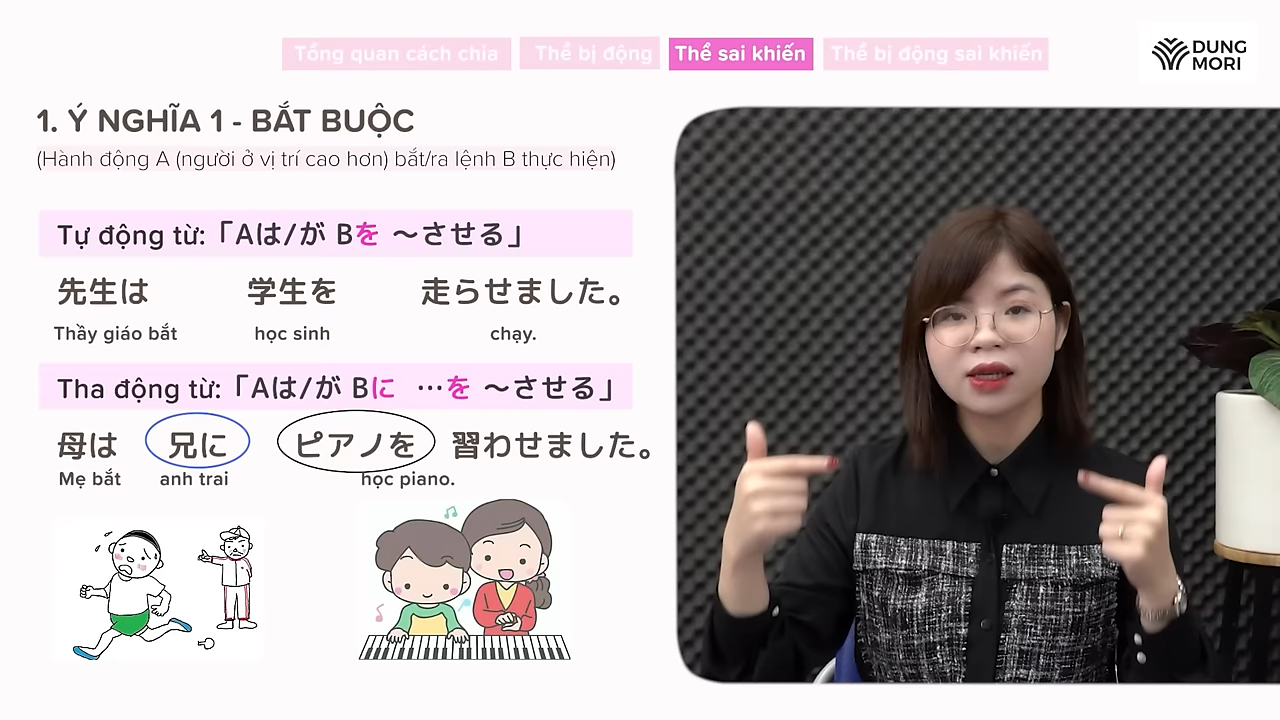 Tổng quan cách chia
Thể bị động
Thể sai khiến
Thể bị động sai khiến
DUNG
MORI
1. Ý NGHĨA 1 - BẮT BUỘC
(Hành động A (người ở vị trí cao hơn) bắt/ra lệnh B thực hiện)
Tự động từ:「Aは/が Bを ～させる」
先生は 学生を 走らせました。
Thầy giáo bắt học sinh chạy.
Tha động từ:「Aは/が Bに …を ～させる」
母は 兄に ピアノを 習わせました。
Mẹ bắt anh trai học piano.